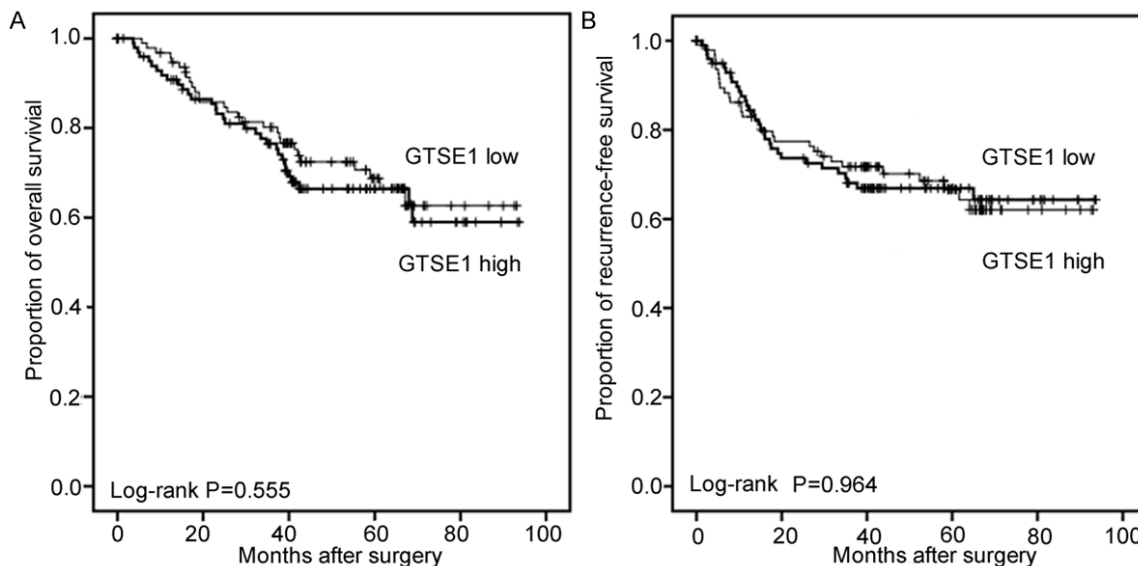 A
Proportion of overall survivial
1.0
0.8
0.6
0.4
0.2
0.0
GTSE1 low
GTSE1 high
Log-rank P=0.555
0 20 40 60 80 100
Months after surgery
B
Proportion of recurrence-free survival
1.0
0.8
0.6
0.4
0.2
0.0
GTSE1 low
GTSE1 high
Log-rank P=0.964
0 20 40 60 80 100
Months after surgery